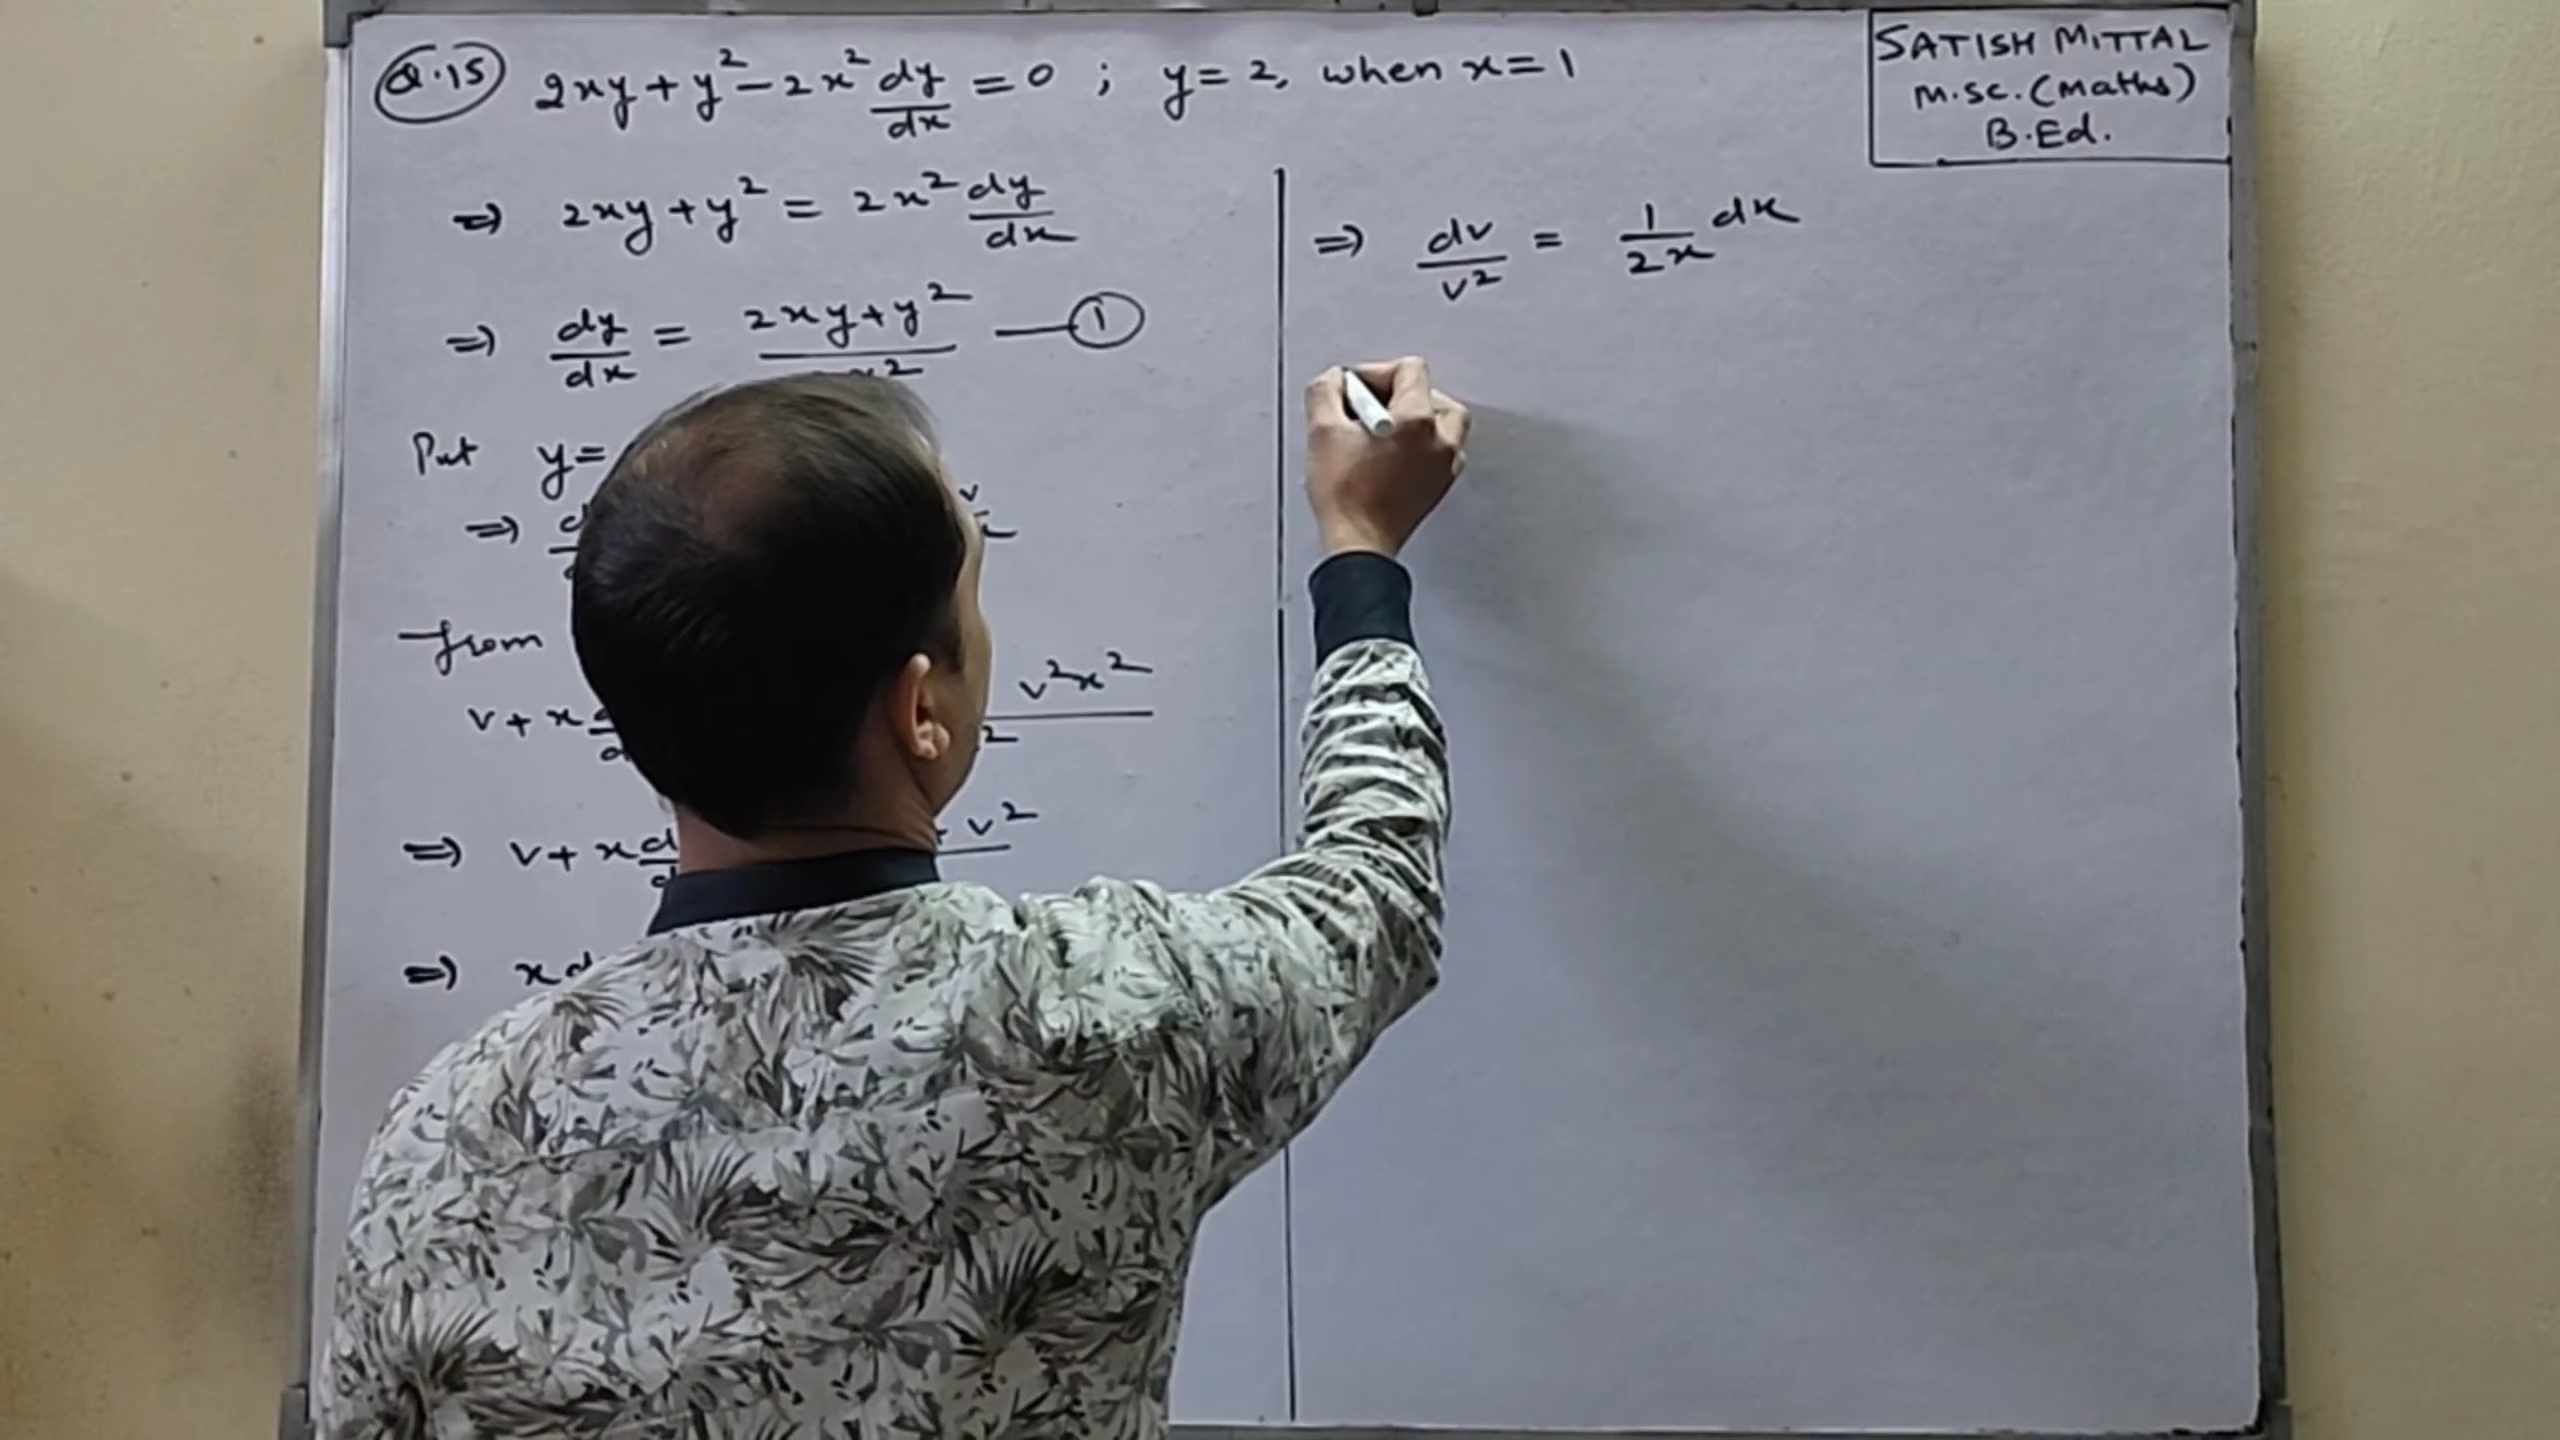 Q.15 2xy + y² - 2x² dy/dx = 0 ; y = 2, when x = 1
SATISH MITTAL
M.Sc. (Maths)
B.Ed.
⇒ 2xy + y² = 2x² dy/dx
⇒ dy/dx = 2xy + y² / x² — ①
Put y =
⇒
from
v + x v²x²
⇒ v + x v²
⇒ x
⇒ dv/v² = 1/2x dx